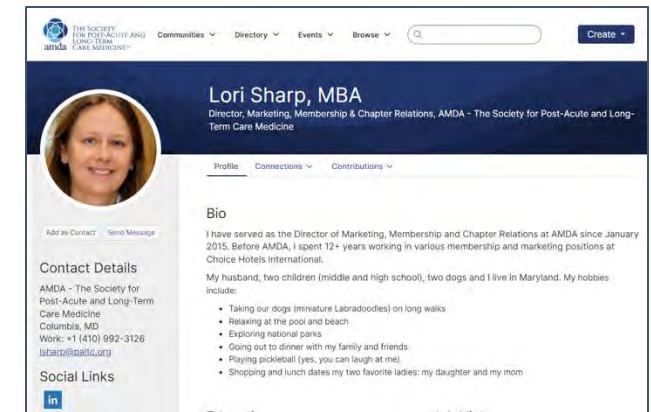 THE SOCIETY
FOR POST-ACUTE AND
LONG-TERM
CARE MEDICINE™
amda
Communities
Directory
Events
Browse
Create
Lori Sharp, MBA
Director, Marketing, Membership & Chapter Relations, AMDA - The Society for Post-Acute and Long-
Term Care Medicine
Profile
Connections
Contributions
Add as Contact
Send Message
Contact Details
AMDA - The Society for
Post-Acute and Long-Term
Care Medicine
Columbia, MD
Work: +1 (410) 992-3126
lsharp@paltc.org
Social Links
in
Bio
I have served as the Director of Marketing, Membership and Chapter Relations at AMDA since January
2015. Before AMDA, I spent 12+ years working in various membership and marketing positions at
Choice Hotels International.
My husband, two children (middle and high school), two dogs and I live in Maryland. My hobbies
include:
• Taking our dogs (miniature Labradoodles) on long walks
• Relaxing at the pool and beach
• Exploring national parks
• Going out to dinner with my family and friends
• Playing pickleball (yes, you can laugh at me)
• Shopping and lunch dates my two favorite ladies: my daughter and my mom